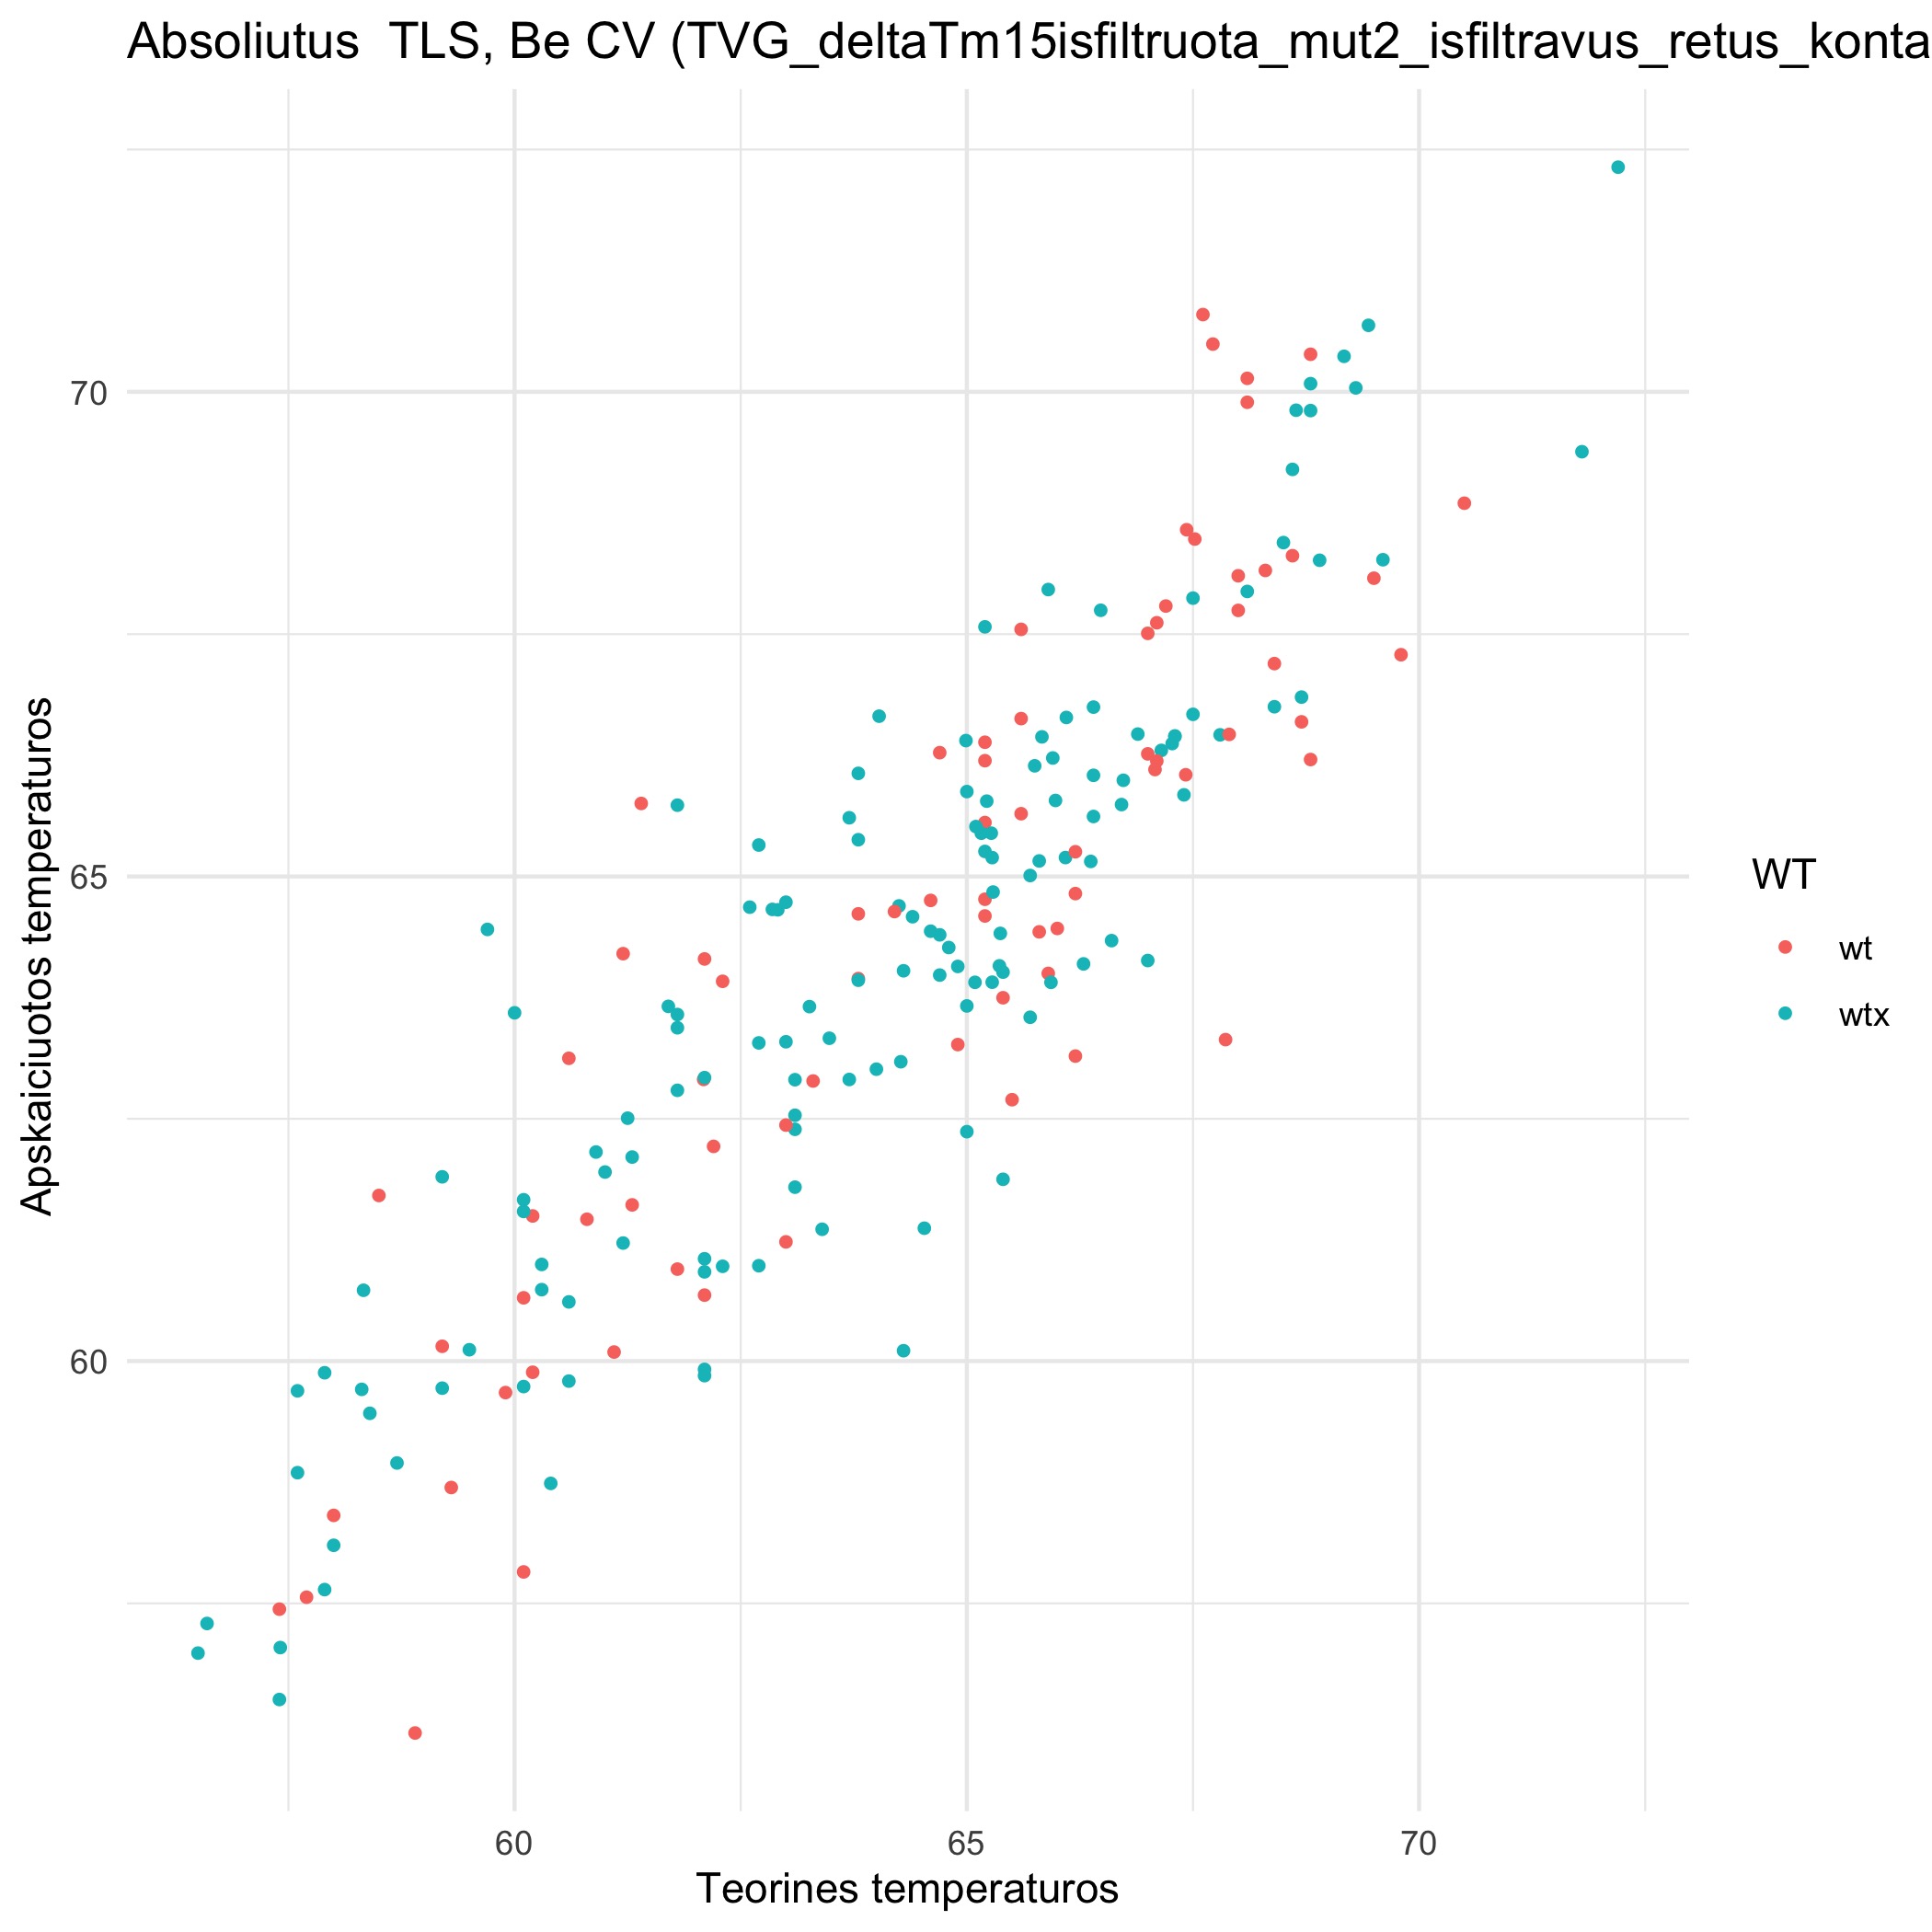 Absoliutus  TLS, Be CV (TVG_deltaTm15isfiltruota_mut2_isfiltravus_retus_konta
70
65
60
Apskaiciuotos temperaturos
60
65
70
Teorines temperaturos
WT
wt
wtx